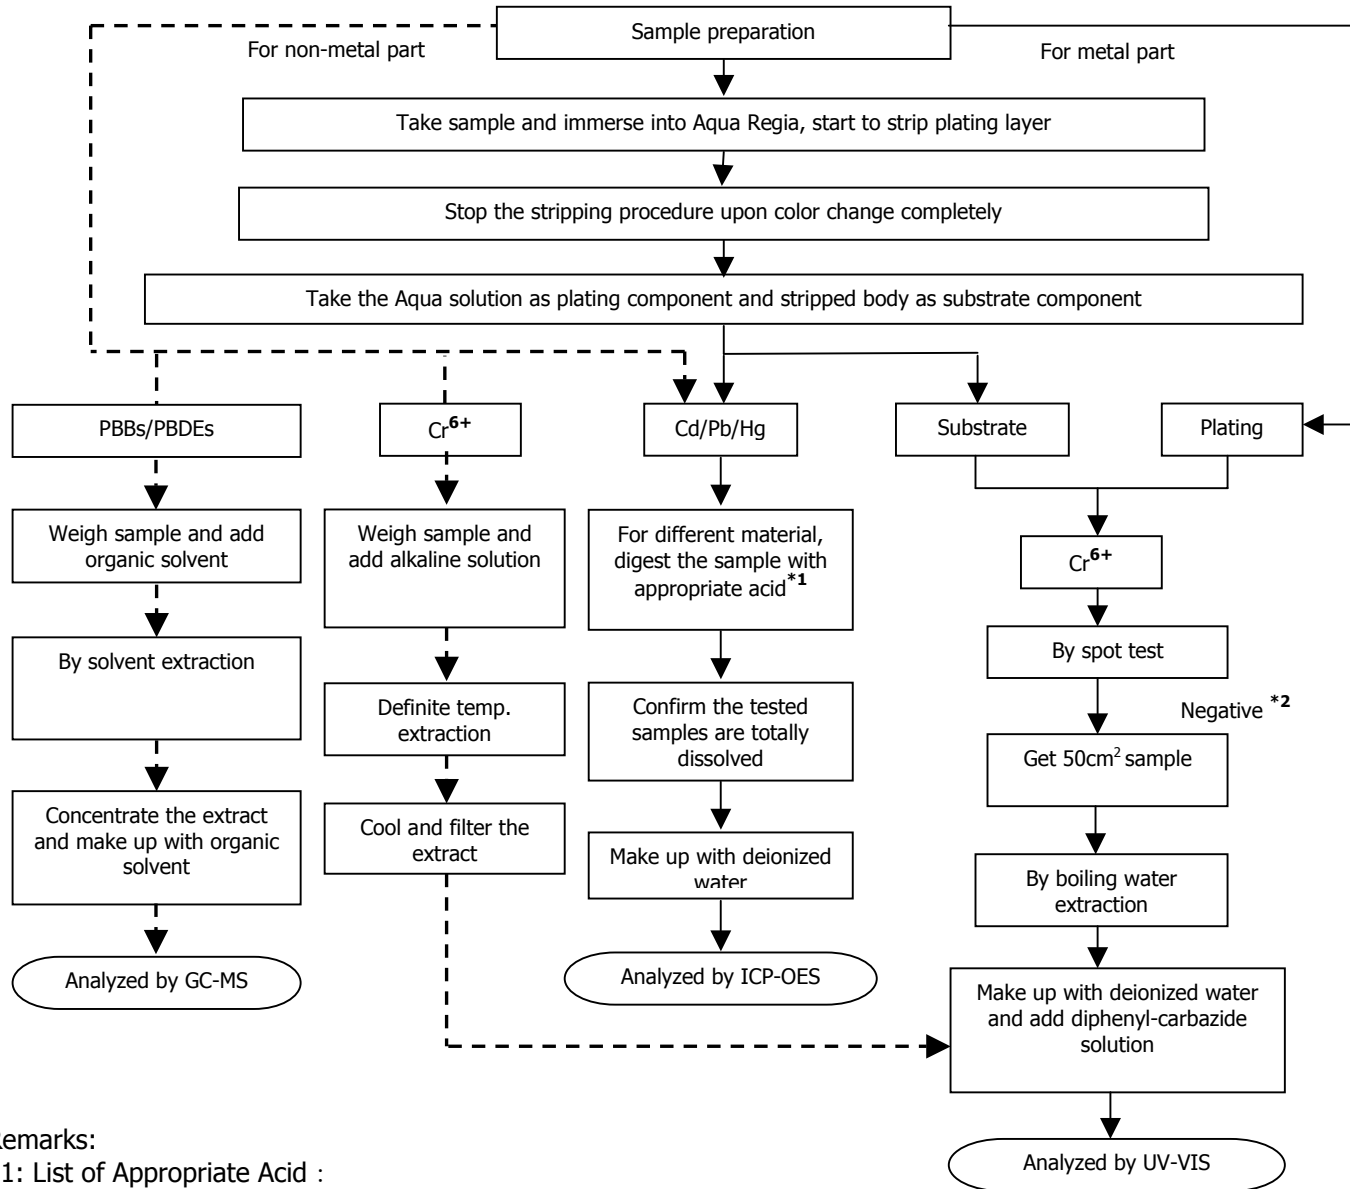 Sample preparation
For non-metal part
For metal part
Take sample and immerse into Aqua Regia, start to strip plating layer
Stop the stripping procedure upon color change completely
Take the Aqua solution as plating component and stripped body as substrate component
PBBs/PBDEs
Cr6+
Cd/Pb/Hg
Substrate
Plating
Weigh sample and add
organic solvent
Weigh sample and
add alkaline solution
For different material,
digest the sample with
appropriate acid*1
Cr6+
By solvent extraction
Definite temp.
extraction
Confirm the tested
samples are totally
dissolved
By spot test
Negative *2
Get 50cm2 sample
Concentrate the extract
and make up with organic
solvent
Cool and filter the
extract
Make up with deionized
water
By boiling water
extraction
Analyzed by GC-MS
Analyzed by ICP-OES
Make up with deionized water
and add diphenyl-carbazide
solution
Analyzed by UV-VIS
emarks:
1: List of Appropriate Acid :